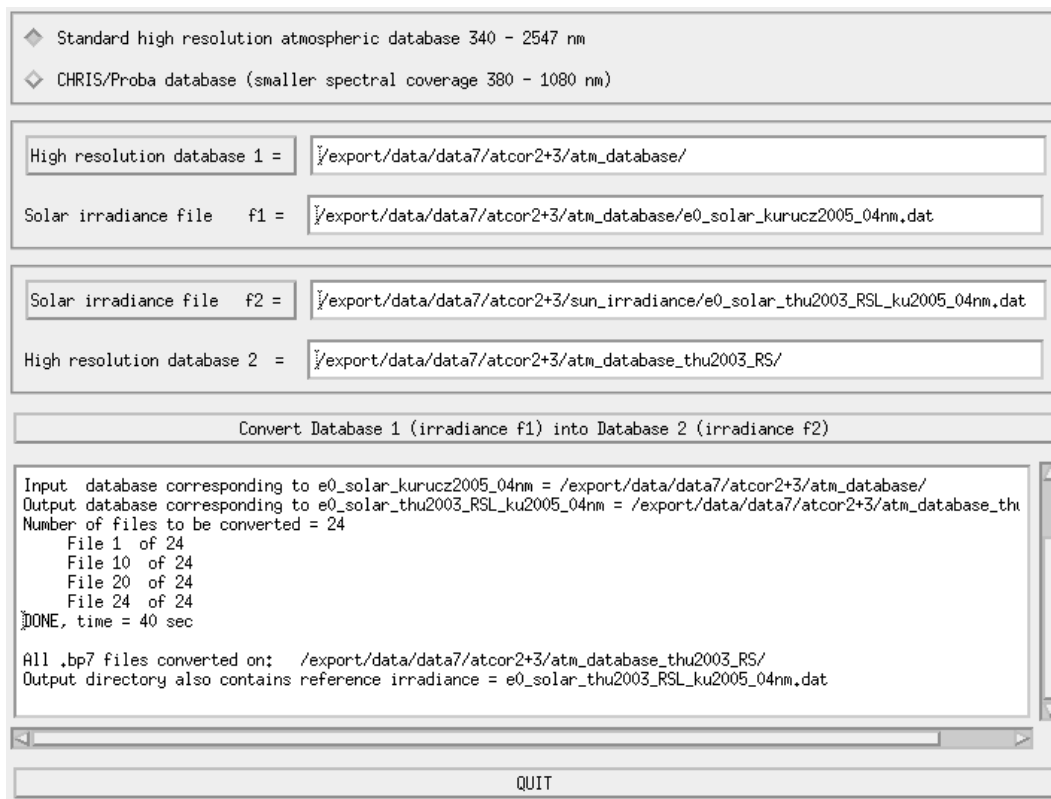 Standard high resolution atmospheric database 340 - 2547 nm
CHRIS/Proba database (smaller spectral coverage 380 - 1080 nm)
High resolution database 1 = /export/data/data7/atcor2+3/atm_database/
Solar irradiance file f1 = /export/data/data7/atcor2+3/atm_database/e0_solar_kurucz2005_04nm.dat
Solar irradiance file f2 = /export/data/data7/atcor2+3/sun_irradiance/e0_solar_thu2003_RSL_ku2005_04nm.dat
High resolution database 2 = /export/data/data7/atcor2+3/atm_database_thu2003_RS/
Convert Database 1 (irradiance f1) into Database 2 (irradiance f2)
Input database corresponding to e0_solar_kurucz2005_04nm = /export/data/data7/atcor2+3/atm_database/
Output database corresponding to e0_solar_thu2003_RSL_ku2005_04nm = /export/data/data7/atcor2+3/atm_database_thu
Number of files to be converted = 24
File 1 of 24
File 10 of 24
File 20 of 24
File 24 of 24
DONE, time = 40 sec
All .bp7 files converted on: /export/data/data7/atcor2+3/atm_database_thu2003_RS/
Output directory also contains reference irradiance = e0_solar_thu2003_RSL_ku2005_04nm.dat
QUIT